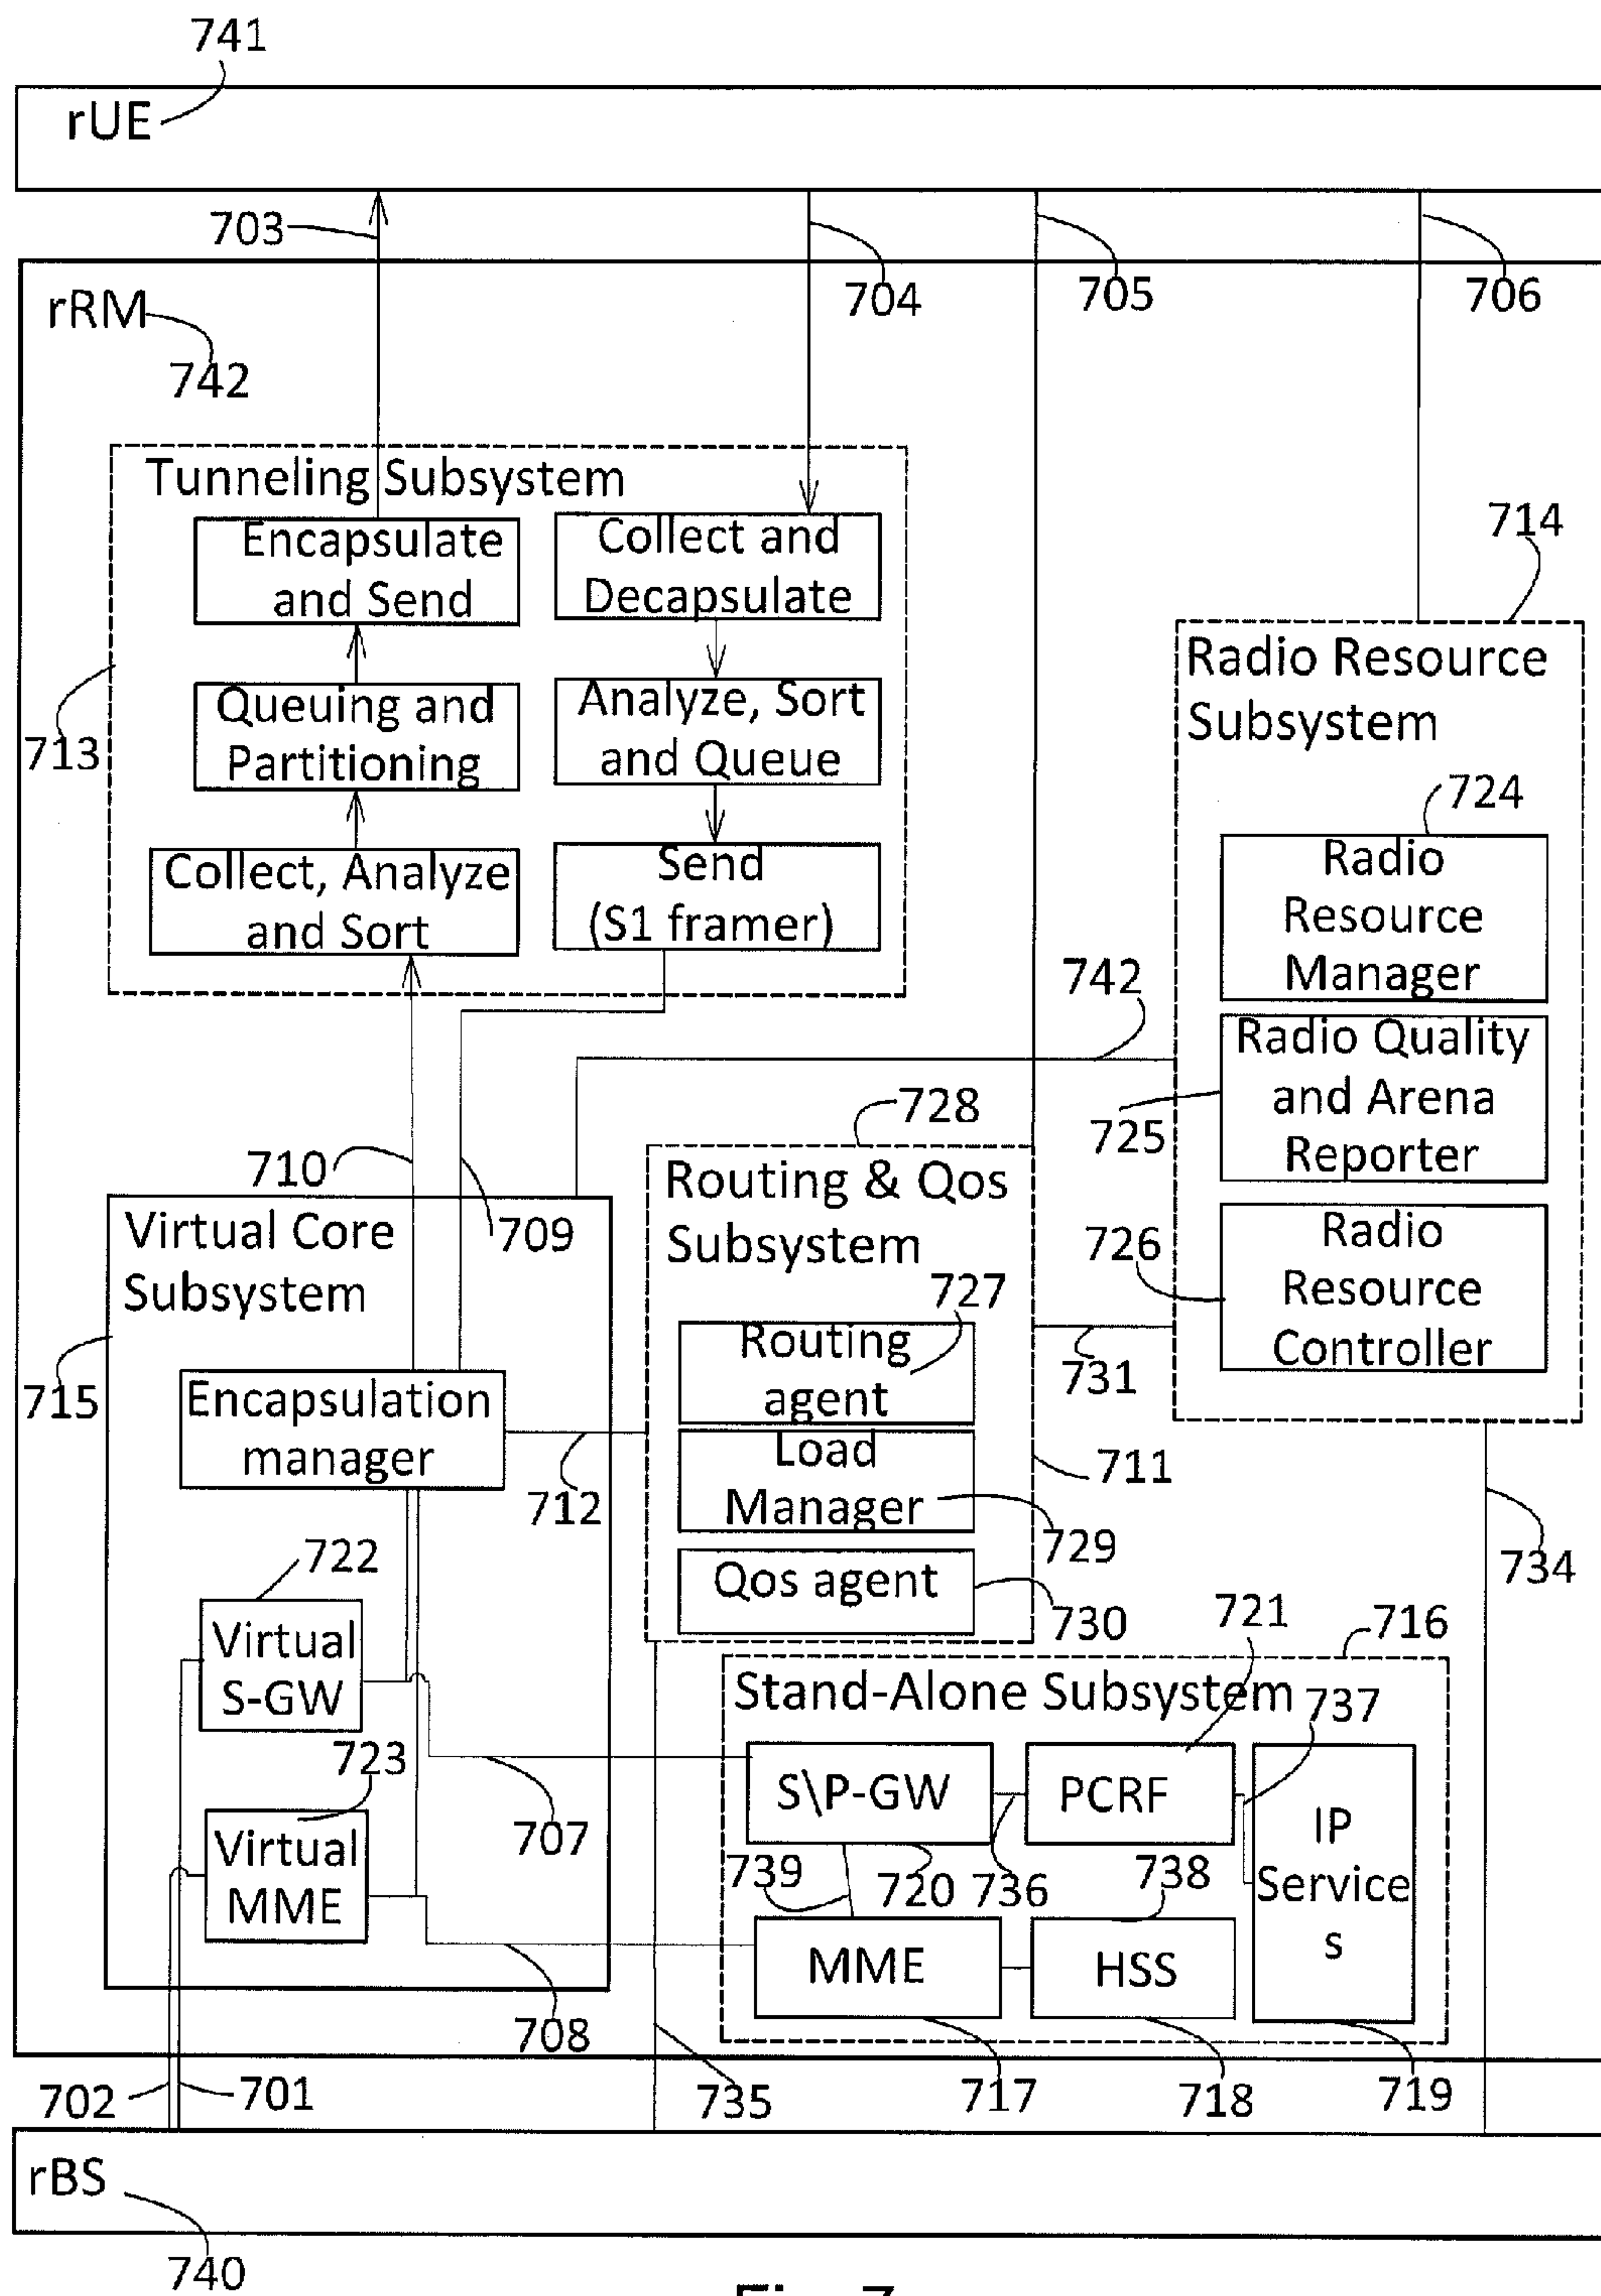 741
rUE
703
704
705
706
rRM
742
Tunneling Subsystem
714
Encapsulate
and Send
Collect and
Decapsulate
Radio Resource
Subsystem
713
Queuing and
Partitioning
Analyze, Sort
and Queue
724
Collect, Analyze
and Sort
Send
(S1 framer)
Radio
Resource
Manager
742
Radio Quality
and Arena
Reporter
725
728
710
709
Routing & Qos
Subsystem
Virtual Core
Subsystem
726
Radio
Resource
Controller
727
Routing
agent
731
715
Encapsulation
manager
712
Load
Manager
711
729
734
722
Qos agent
730
721
716
Virtual
S-GW
Stand-Alone Subsystem
737
723
S\P-GW
PCRF
IP
Service
s
707
Virtual
MME
739
720
736
738
MME
HSS
708
702
701
735
717
718
719
rBS
740